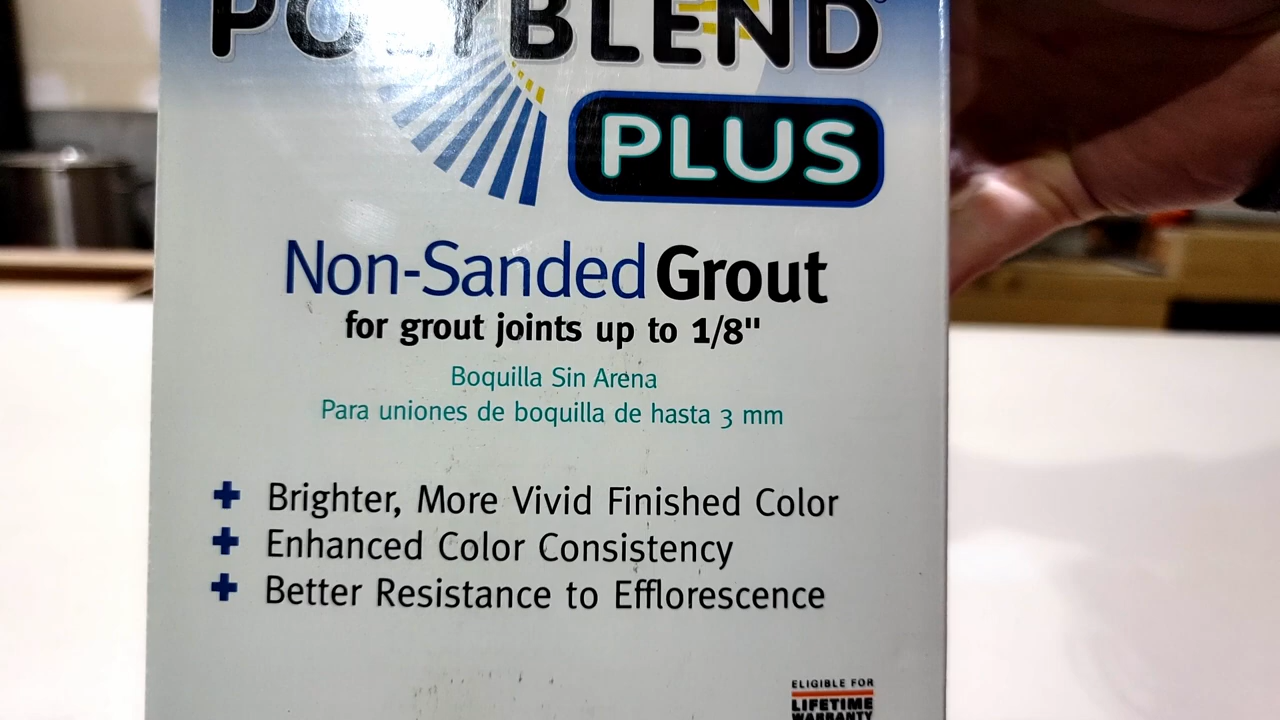 POLYBLEND
PLUS
Non-Sanded Grout
for grout joints up to 1/8"
Boquilla Sin Arena
Para uniones de boquilla de hasta 3 mm
+ Brighter, More Vivid Finished Color
+ Enhanced Color Consistency
+ Better Resistance to Efflorescence
ELIGIBLE FOR
LIFETIME
WARRANTY